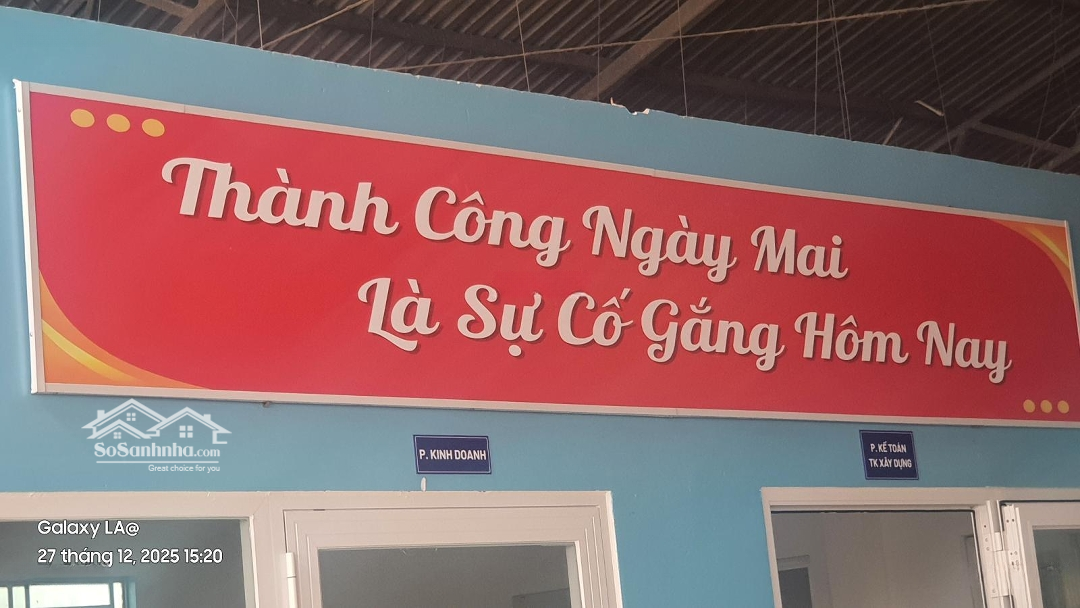 Thành Công Ngày Mai
Là Sự Cố Gắng Hôm Nay
SoSanhnha.com
Great choice for you
P. KINH DOANH
P. KẾ TOÁN
TK XÂY DỰNG
Galaxy LA@
27 tháng 12, 2025 15:20